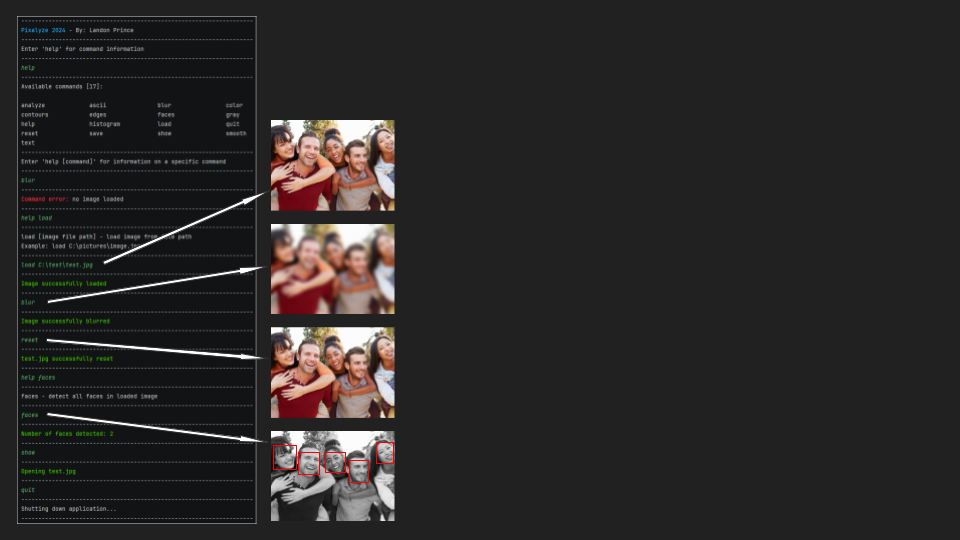 Pixalyze 2024 - By: Landon Prince
Enter 'help' for command information
help
Available commands [17]:
analyze ascii blur color
contours edges faces gray
help histogram load quit
reset save show smooth
text
Enter 'help [command]' for information on a specific command
blur
Command error: no image loaded
help load
load [image file path] - load image from file path
Example: load C:\pictures\image.jpg
load C:\test\test.jpg
Image successfully loaded
blur
Image successfully blurred
reset
test.jpg successfully reset
help faces
faces - detect all faces in loaded image
faces
Number of faces detected: 2
show
Opening test.jpg
quit
Shutting down application...